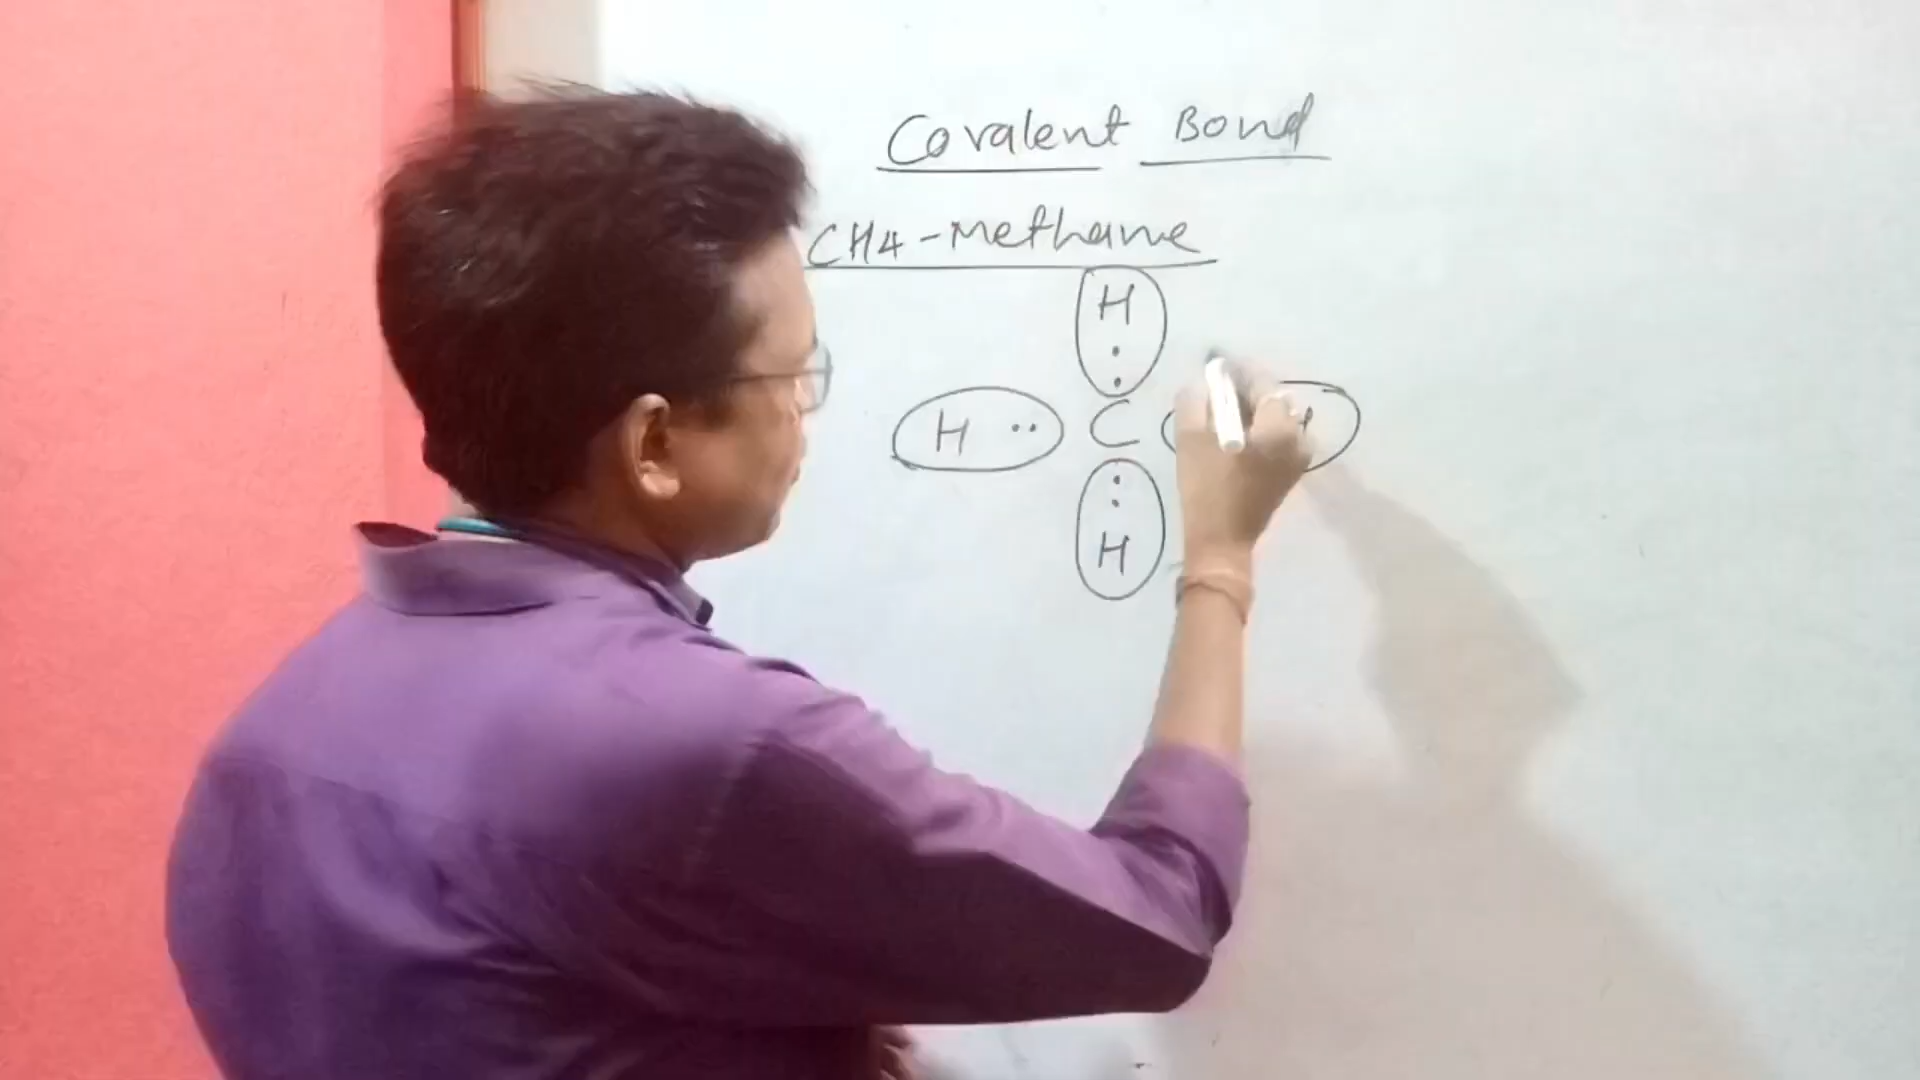 Covalent Bond
CH4 - Methane
H
H C
H